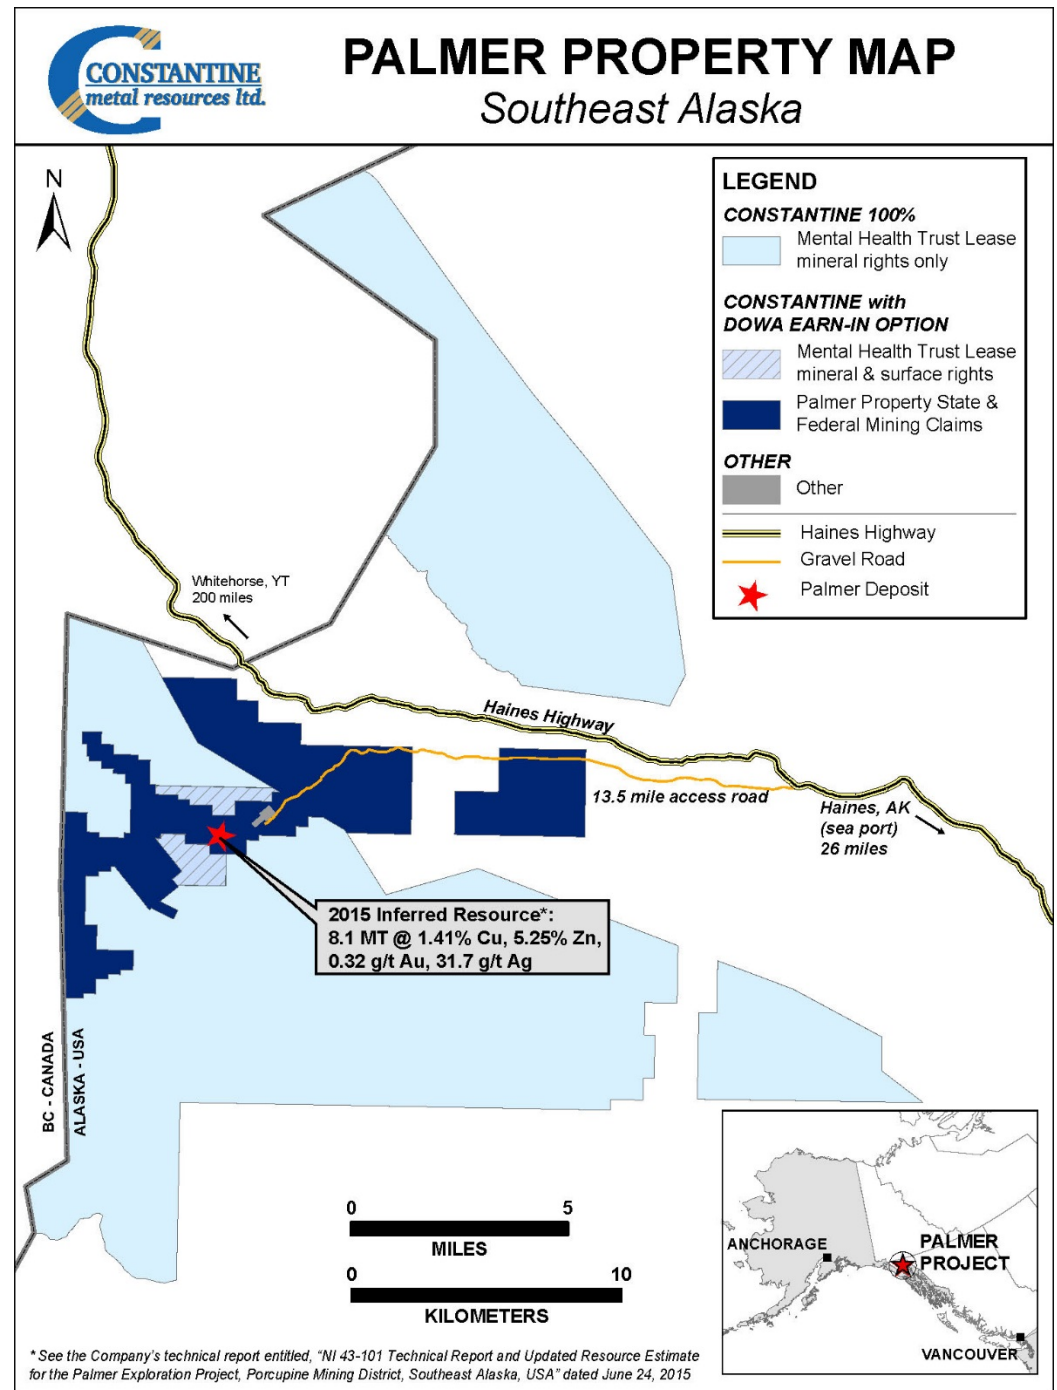 CONSTANTINE
metal resources ltd.
PALMER PROPERTY MAP
Southeast Alaska
N
LEGEND
CONSTANTINE 100%
Mental Health Trust Lease
mineral rights only
CONSTANTINE with
DOWA EARN-IN OPTION
Mental Health Trust Lease
mineral & surface rights
Palmer Property State &
Federal Mining Claims
OTHER
Other
Haines Highway
Gravel Road
Palmer Deposit
Whitehorse, YT
200 miles
Haines Highway
13.5 mile access road
Haines, AK
(sea port)
26 miles
2015 Inferred Resource*:
8.1 MT @ 1.41% Cu, 5.25% Zn,
0.32 g/t Au, 31.7 g/t Ag
BC - CANADA
ALASKA - USA
0 5
MILES
0 10
KILOMETERS
ANCHORAGE
PALMER
PROJECT
VANCOUVER
* See the Company's technical report entitled, "NI 43-101 Technical Report and Updated Resource Estimate
for the Palmer Exploration Project, Porcupine Mining District, Southeast Alaska, USA" dated June 24, 2015